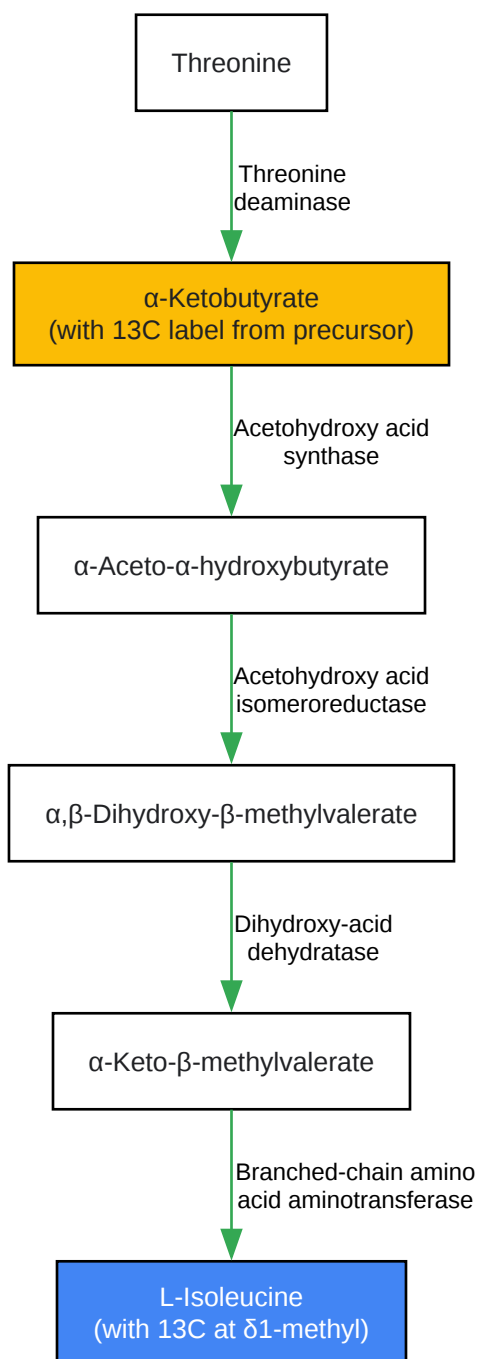 Threonine
Threonine
deaminase
α-Ketobutyrate
(with 13C label from precursor)
Acetohydroxy acid
synthase
α-Aceto-α-hydroxybutyrate
Acetohydroxy acid
isomeroreductase
α,β-Dihydroxy-β-methylvalerate
Dihydroxy-acid
dehydratase
α-Keto-β-methylvalerate
Branched-chain amino
acid aminotransferase
L-Isoleucine
(with 13C at δ1-methyl)